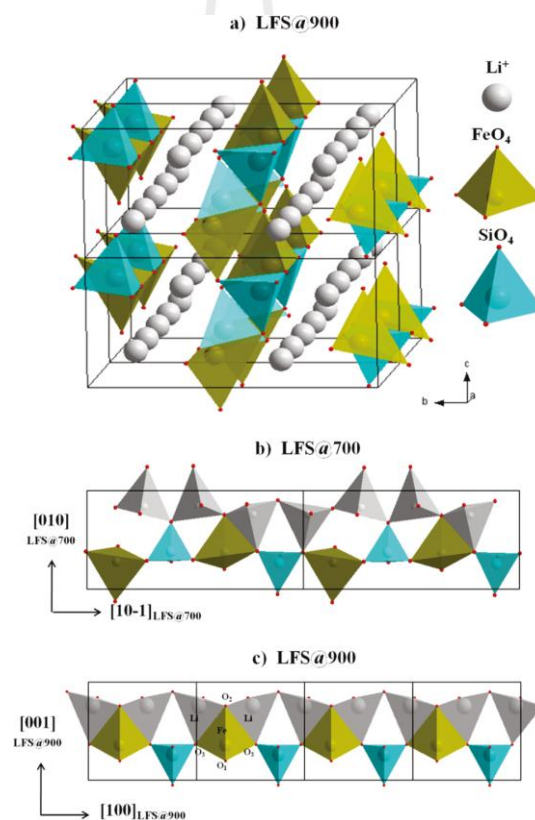 a) LFS@900
Li+
FeO4
SiO4
c
b
a
b) LFS@700
[010]
LFS@700
[10-1]LFS@700
c) LFS@900
O2
Li
Li
Fe
O3
O3
O1
[001]
LFS@900
[100]LFS@900